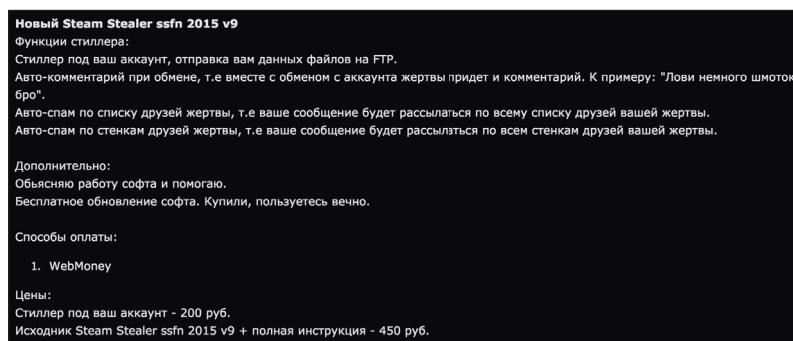 Новый Steam Stealer ssfn 2015 v9
Функции стиллера:
Стиллер под ваш аккаунт, отправка вам данных файлов на FTP.
Авто-комментарий при обмене, т.е вместе с обменом с аккаунта жертвы придет и комментарий. К примеру: "Лови немного шмоток
бро".
Авто-спам по списку друзей жертвы, т.е ваше сообщение будет рассылаться по всему списку друзей вашей жертвы.
Авто-спам по стенкам друзей жертвы, т.е ваше сообщение будет рассылаться по всем стенкам друзей вашей жертвы.
Дополнительно:
Обьясняю работу софта и помогаю.
Бесплатное обновление софта. Купили, пользуетесь вечно.
Способы оплаты:
1. WebMoney
Цены:
Стиллер под ваш аккаунт - 200 руб.
Исходник Steam Stealer ssfn 2015 v9 + полная инструкция - 450 руб.